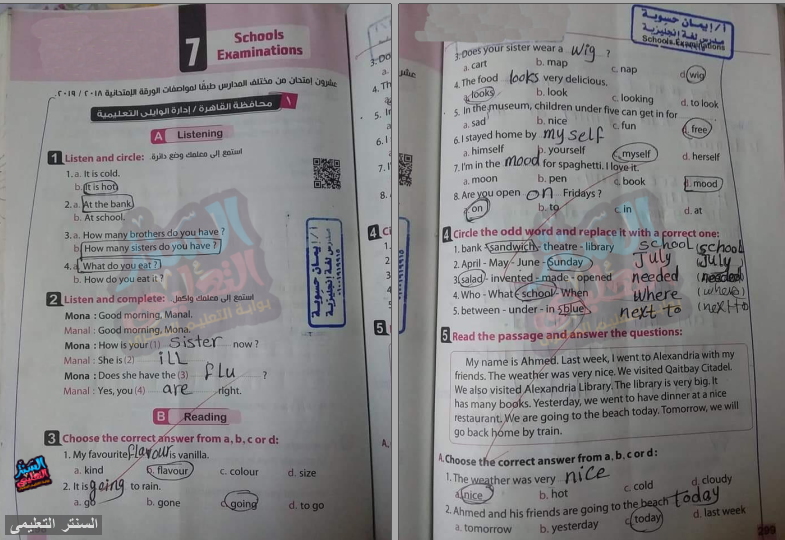 7
Schools
Examinations
عشرون إمتحان من مختلف المدارس طبقًا لمواصفات الورقة الإمتحانية ٢٠١٨ / ٢٠١٩.
١ محافظة القاهرة / إدارة الوايلى التعليمية
A Listening
1 Listen and circle: استمع إلى معلمك وضع دائرة.
1. a. It is cold.
b. It is hot.
2. a. At the bank.
b. At school.
3. a. How many brothers do you have ?
b. How many sisters do you have ?
4. a. What do you eat ?
b. How do you eat it ?
2 Listen and complete: استمع إلى معلمك وأكمل.
Mona : Good morning, Manal.
Manal : Good morning, Mona.
Mona : How is your (1) sister now ?
Manal : She is (2) ill
Mona : Does she have the (3) flu ?
Manal : Yes, you (4) are right.
B Reading
3 Choose the correct answer from a, b, c or d:
1. My favourite flavour is vanilla.
a. kind b. flavour c. colour d. size
2. It is going to rain.
a. go b. gone c. going d. to go
السنتر التعليمى
أ / إيمان حسبوبة
مدرس لغة إنجليزية
Schools Examinations
3. Does your sister wear a wig ?
a. cart b. map c. nap d. wig
4. The food looks very delicious.
a. looks b. look c. looking d. to look
5. In the museum, children under five can get in for
a. sad b. nice c. fun d. free
6. I stayed home by myself
a. himself b. yourself c. myself d. herself
7. I'm in the mood for spaghetti. I love it.
a. moon b. pen c. book d. mood
8. Are you open on Fridays ?
a. on b. to c. in d. at
4 Circle the odd word and replace it with a correct one:
1. bank - sandwich - theatre - library school (school
2. April - May - June - Sunday July (July
3. salad - invented - made - opened needed (needed)
4. Who - What - school - When where (where)
5. between - under - in - blue next to (next to
5 Read the passage and answer the questions:
My name is Ahmed. Last week, I went to Alexandria with my
friends. The weather was very nice. We visited Qaitbay Citadel.
We also visited Alexandria Library. The library is very big. It
has many books. Yesterday, we went to have dinner at a nice
restaurant. We are going to the beach today. Tomorrow, we will
go back home by train.
A. Choose the correct answer from a, b, c or d :
1. The weather was very nice
a. nice b. hot c. cold d. cloudy
2. Ahmed and his friends are going to the beach today
a. tomorrow b. yesterday c. today d. last week
299